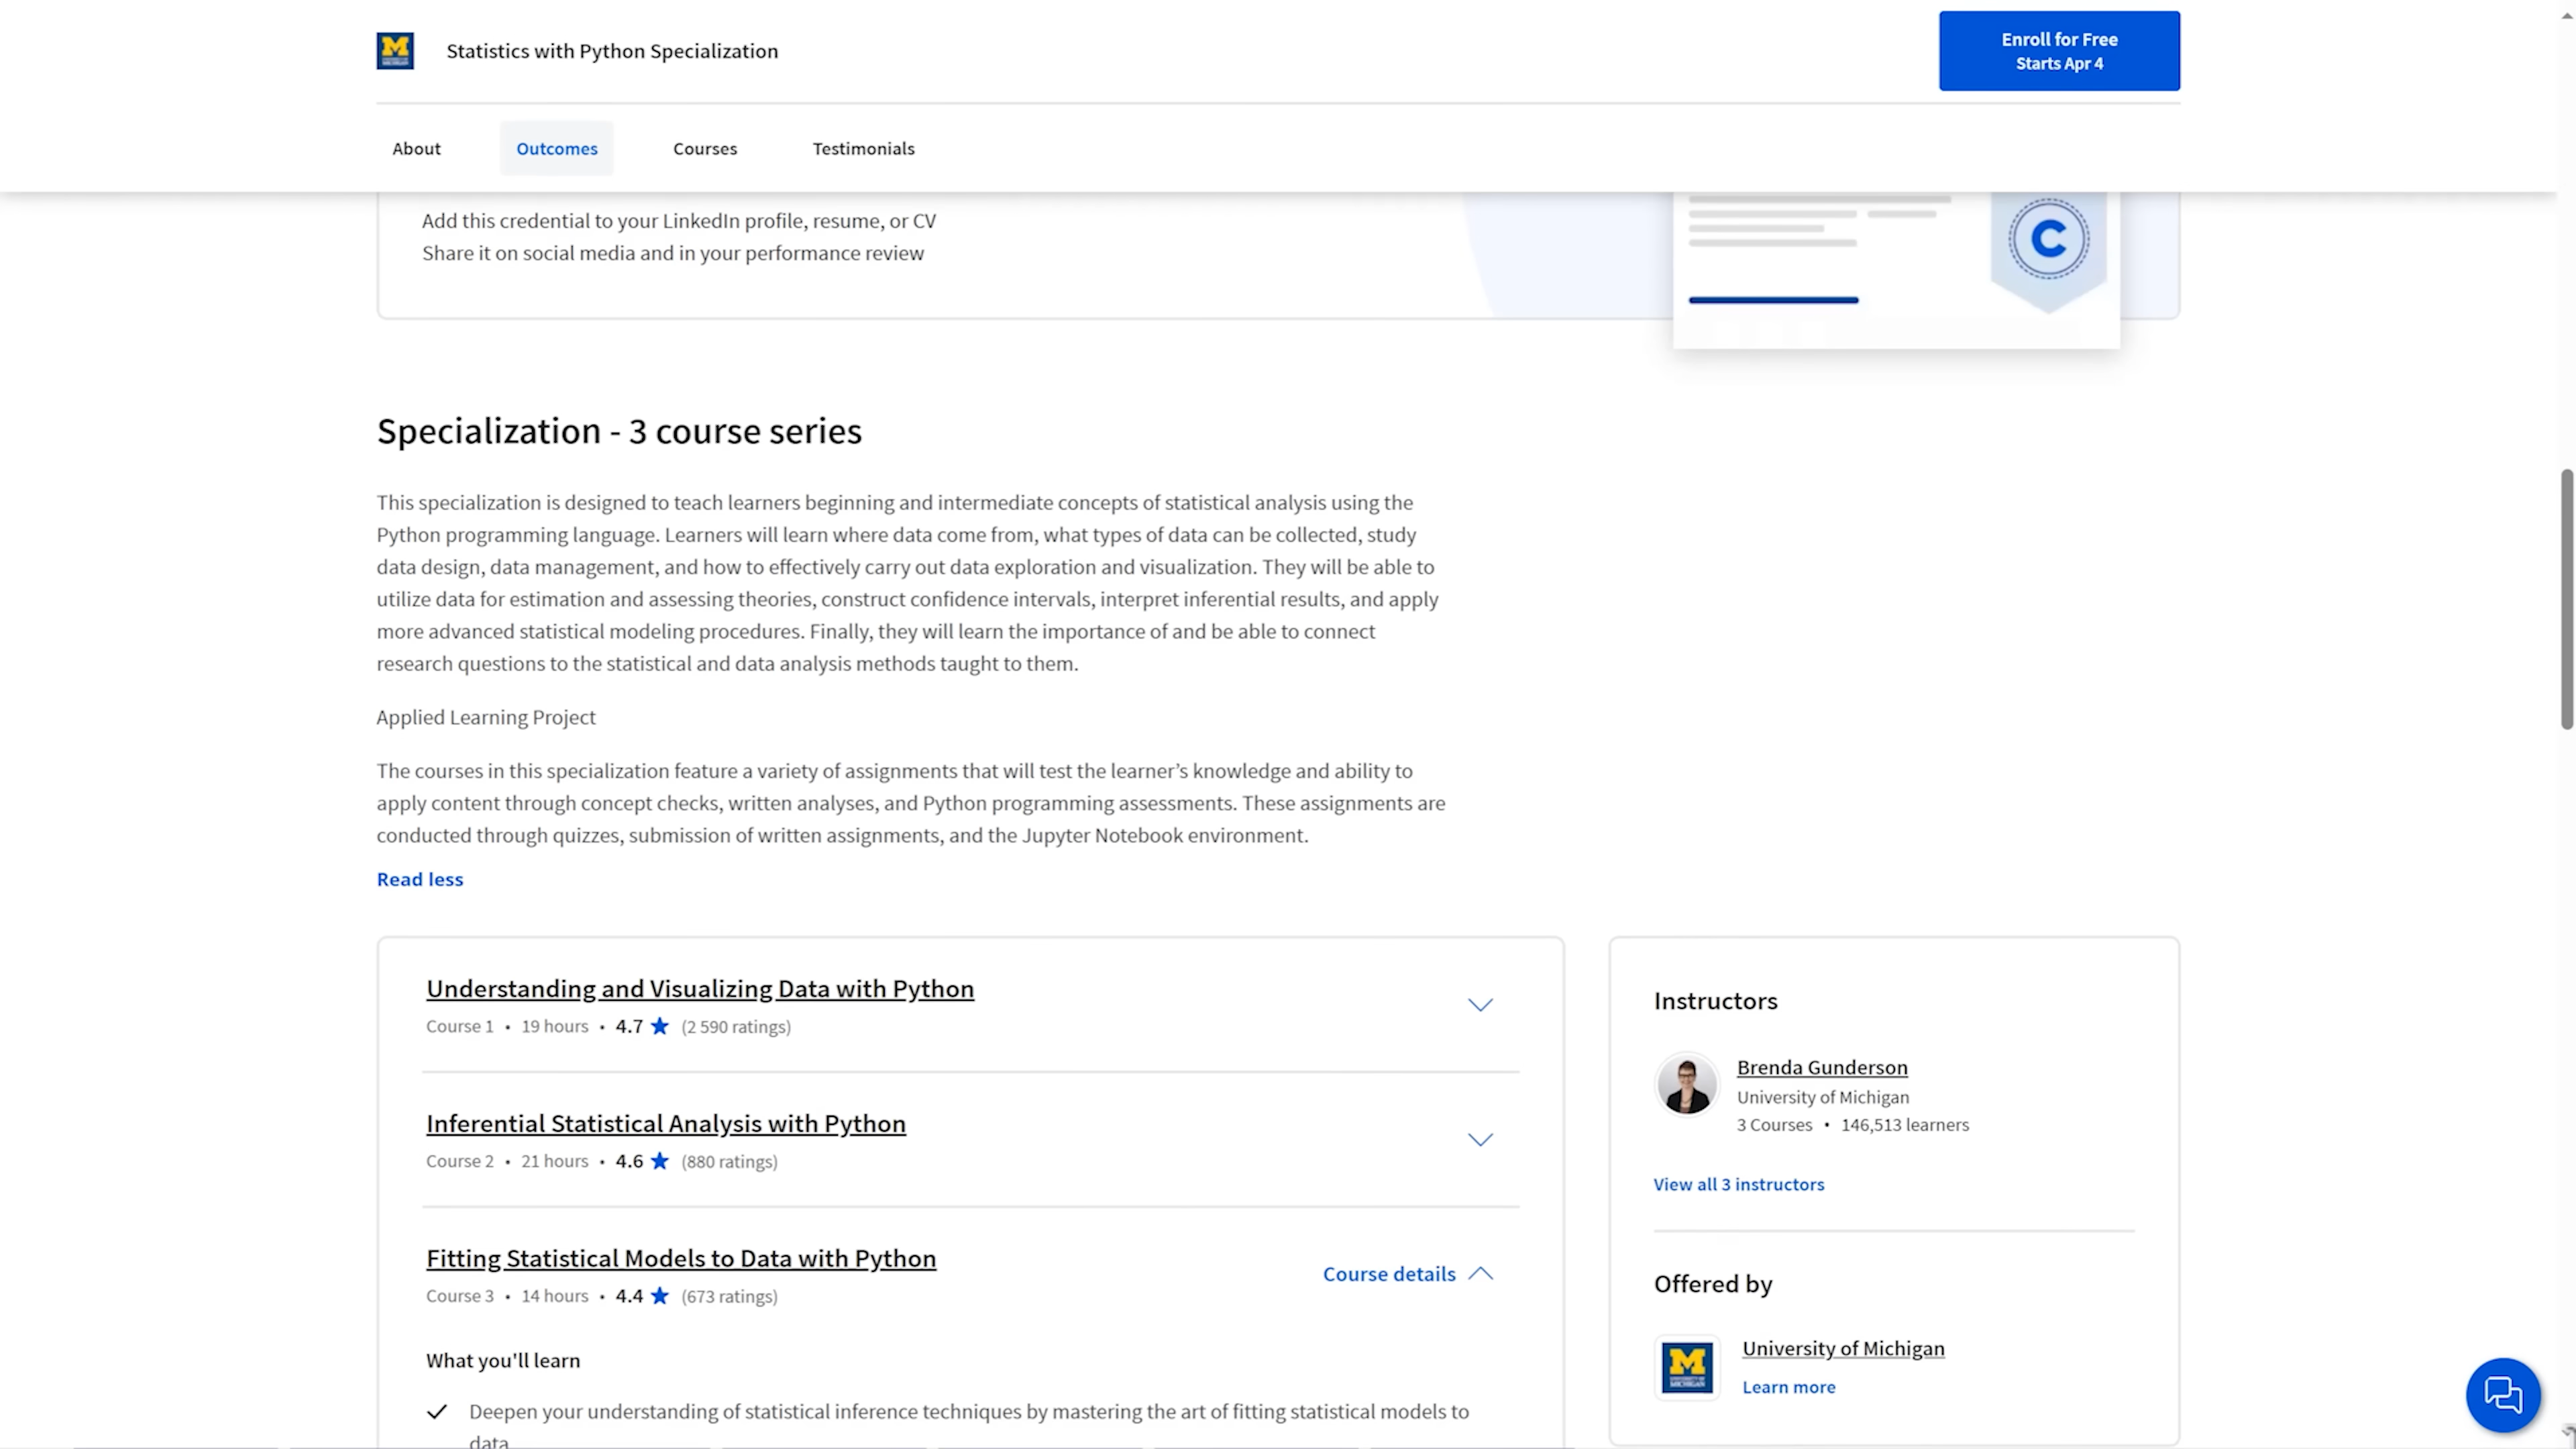 Statistics with Python Specialization
Enroll for Free
Starts Apr 4
About
Outcomes
Courses
Testimonials
Add this credential to your LinkedIn profile, resume, or CV
Share it on social media and in your performance review
C
Specialization - 3 course series
This specialization is designed to teach learners beginning and intermediate concepts of statistical analysis using the
Python programming language. Learners will learn where data come from, what types of data can be collected, study
data design, data management, and how to effectively carry out data exploration and visualization. They will be able to
utilize data for estimation and assessing theories, construct confidence intervals, interpret inferential results, and apply
more advanced statistical modeling procedures. Finally, they will learn the importance of and be able to connect
research questions to the statistical and data analysis methods taught to them.
Applied Learning Project
The courses in this specialization feature a variety of assignments that will test the learner’s knowledge and ability to
apply content through concept checks, written analyses, and Python programming assessments. These assignments are
conducted through quizzes, submission of written assignments, and the Jupyter Notebook environment.
Read less
Understanding and Visualizing Data with Python
Course 1 • 19 hours • 4.7 ★ (2 590 ratings)
Inferential Statistical Analysis with Python
Course 2 • 21 hours • 4.6 ★ (880 ratings)
Fitting Statistical Models to Data with Python
Course details
Course 3 • 14 hours • 4.4 ★ (673 ratings)
What you'll learn
Deepen your understanding of statistical inference techniques by mastering the art of fitting statistical models to
data.
Instructors
Brenda Gunderson
University of Michigan
3 Courses • 146,513 learners
View all 3 instructors
Offered by
M
UNIVERSITY OF
MICHIGAN
University of Michigan
Learn more